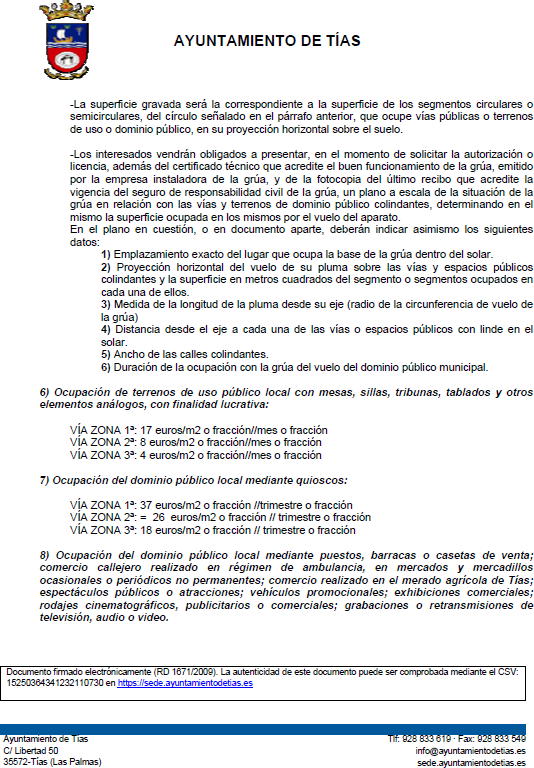 AYUNTAMIENTO DE TÍAS
-La superficie gravada será la correspondiente a la superficie de los segmentos circulares o
semicirculares, del círculo señalado en el párrafo anterior, que ocupe vías públicas o terrenos
de uso o dominio público, en su proyección horizontal sobre el suelo.
-Los interesados vendrán obligados a presentar, en el momento de solicitar la autorización o
licencia, además del certificado técnico que acredite el buen funcionamiento de la grúa, emitido
por la empresa instaladora de la grúa, y de la fotocopia del último recibo que acredite la
vigencia del seguro de responsabilidad civil de la grúa, un plano a escala de la situación de la
grúa en relación con las vías y terrenos de dominio público colindantes, determinando en el
mismo la superficie ocupada en los mismos por el vuelo del aparato.
En el plano en cuestión, o en documento aparte, deberán indicar asimismo los siguientes
datos:
1) Emplazamiento exacto del lugar que ocupa la base de la grúa dentro del solar.
2) Proyección horizontal del vuelo de su pluma sobre las vías y espacios públicos
colindantes y la superficie en metros cuadrados del segmento o segmentos ocupados en
cada una de ellos.
3) Medida de la longitud de la pluma desde su eje (radio de la circunferencia de vuelo de
la grúa)
4) Distancia desde el eje a cada una de las vías o espacios públicos con linde en el
solar.
5) Ancho de las calles colindantes.
6) Duración de la ocupación con la grúa del vuelo del dominio público municipal.
6) Ocupación de terrenos de uso público local con mesas, sillas, tribunas, tablados y otros
elementos análogos, con finalidad lucrativa:
VÍA ZONA 1ª: 17 euros/m2 o fracción//mes o fracción
VÍA ZONA 2ª: 8 euros/m2 o fracción//mes o fracción
VÍA ZONA 3ª: 4 euros/m2 o fracción//mes o fracción
7) Ocupación del dominio público local mediante quioscos:
VÍA ZONA 1ª: 37 euros/m2 o fracción //trimestre o fracción
VÍA ZONA 2ª: = 26 euros/m2 o fracción // trimestre o fracción
VÍA ZONA 3ª: 18 euros/m2 o fracción // trimestre o fracción
8) Ocupación del dominio público local mediante puestos, barracas o casetas de venta;
comercio callejero realizado en régimen de ambulancia, en mercados y mercadillos
ocasionales o periódicos no permanentes; comercio realizado en el merado agrícola de Tías;
espectáculos públicos o atracciones; vehículos promocionales; exhibiciones comerciales;
rodajes cinematográficos, publicitarios o comerciales; grabaciones o retransmisiones de
televisión, audio o video.
Documento firmado electrónicamente (RD 1671/2009). La autenticidad de este documento puede ser comprobada mediante el CSV:
15250364341232110730 en https://sede.ayuntamientodetias.es
Ayuntamiento de Tías
C/ Libertad 50
35572-Tías (Las Palmas)
Tlf: 928 833 619 · Fax: 928 833 549
info@ayuntamientodetias.es
sede.ayuntamientodetias.es